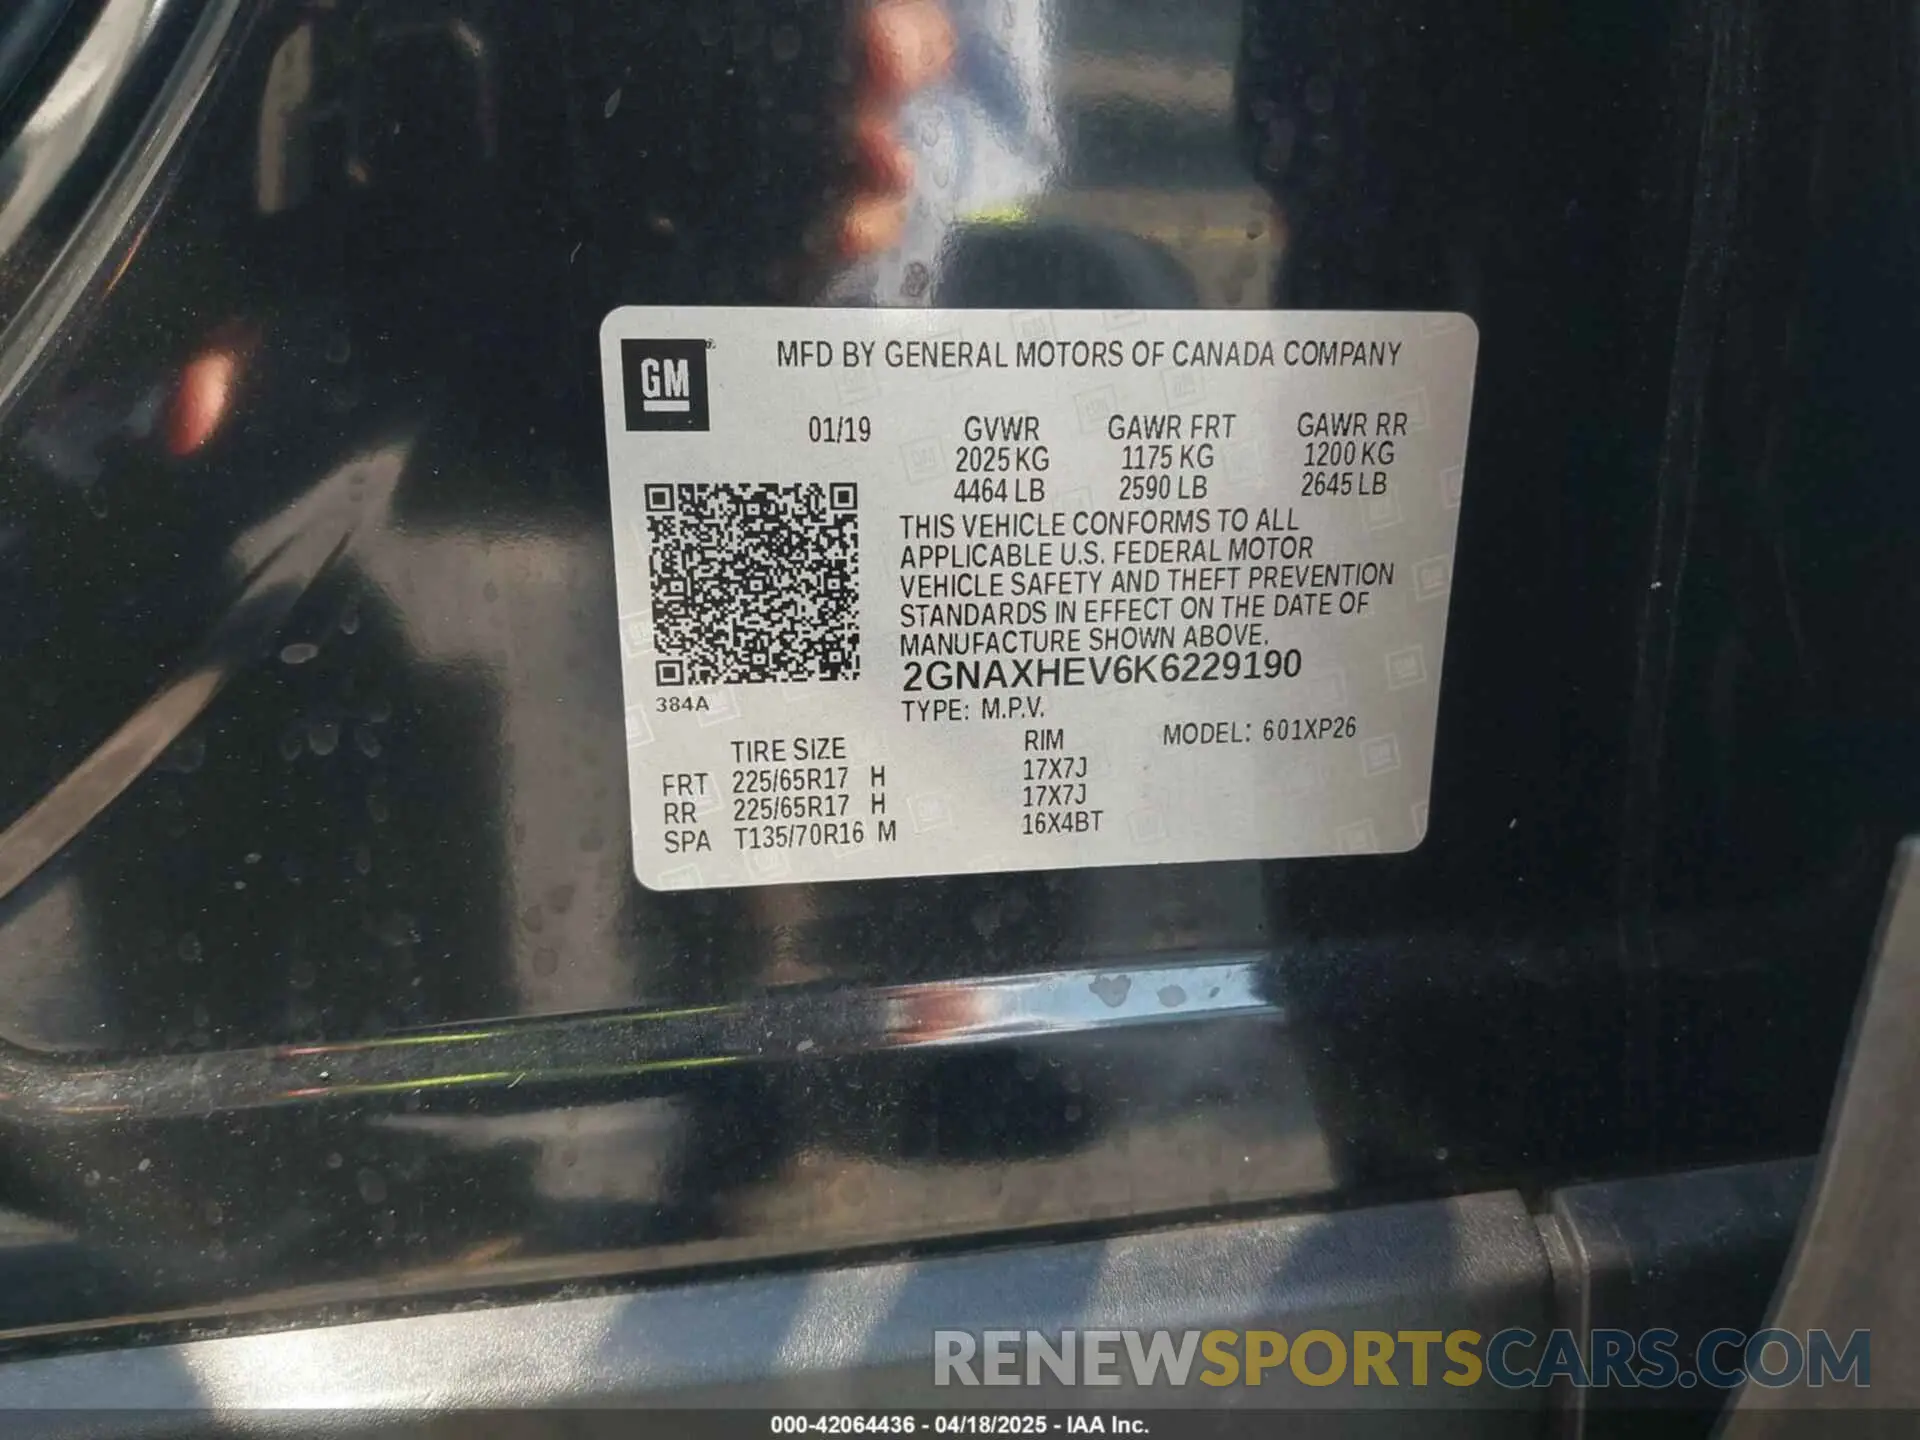 GM
MFD BY GENERAL MOTORS OF CANADA COMPANY
01/19 GVWR GAWR FRT GAWR RR
2025 KG 1175 KG 1200 KG
4464 LB 2590 LB 2645 LB
THIS VEHICLE CONFORMS TO ALL
APPLICABLE U.S. FEDERAL MOTOR
VEHICLE SAFETY AND THEFT PREVENTION
STANDARDS IN EFFECT ON THE DATE OF
MANUFACTURE SHOWN ABOVE.
2GNAXHEV6K6229190
384A
TYPE: M.P.V.
TIRE SIZE RIM MODEL: 601XP26
FRT 225/65R17 H 17X7J
RR 225/65R17 H 17X7J
SPA T135/70R16 M 16X4BT
RENEWSPORTSCARS.COM
000-42064436 - 04/18/2025 - IAA Inc.